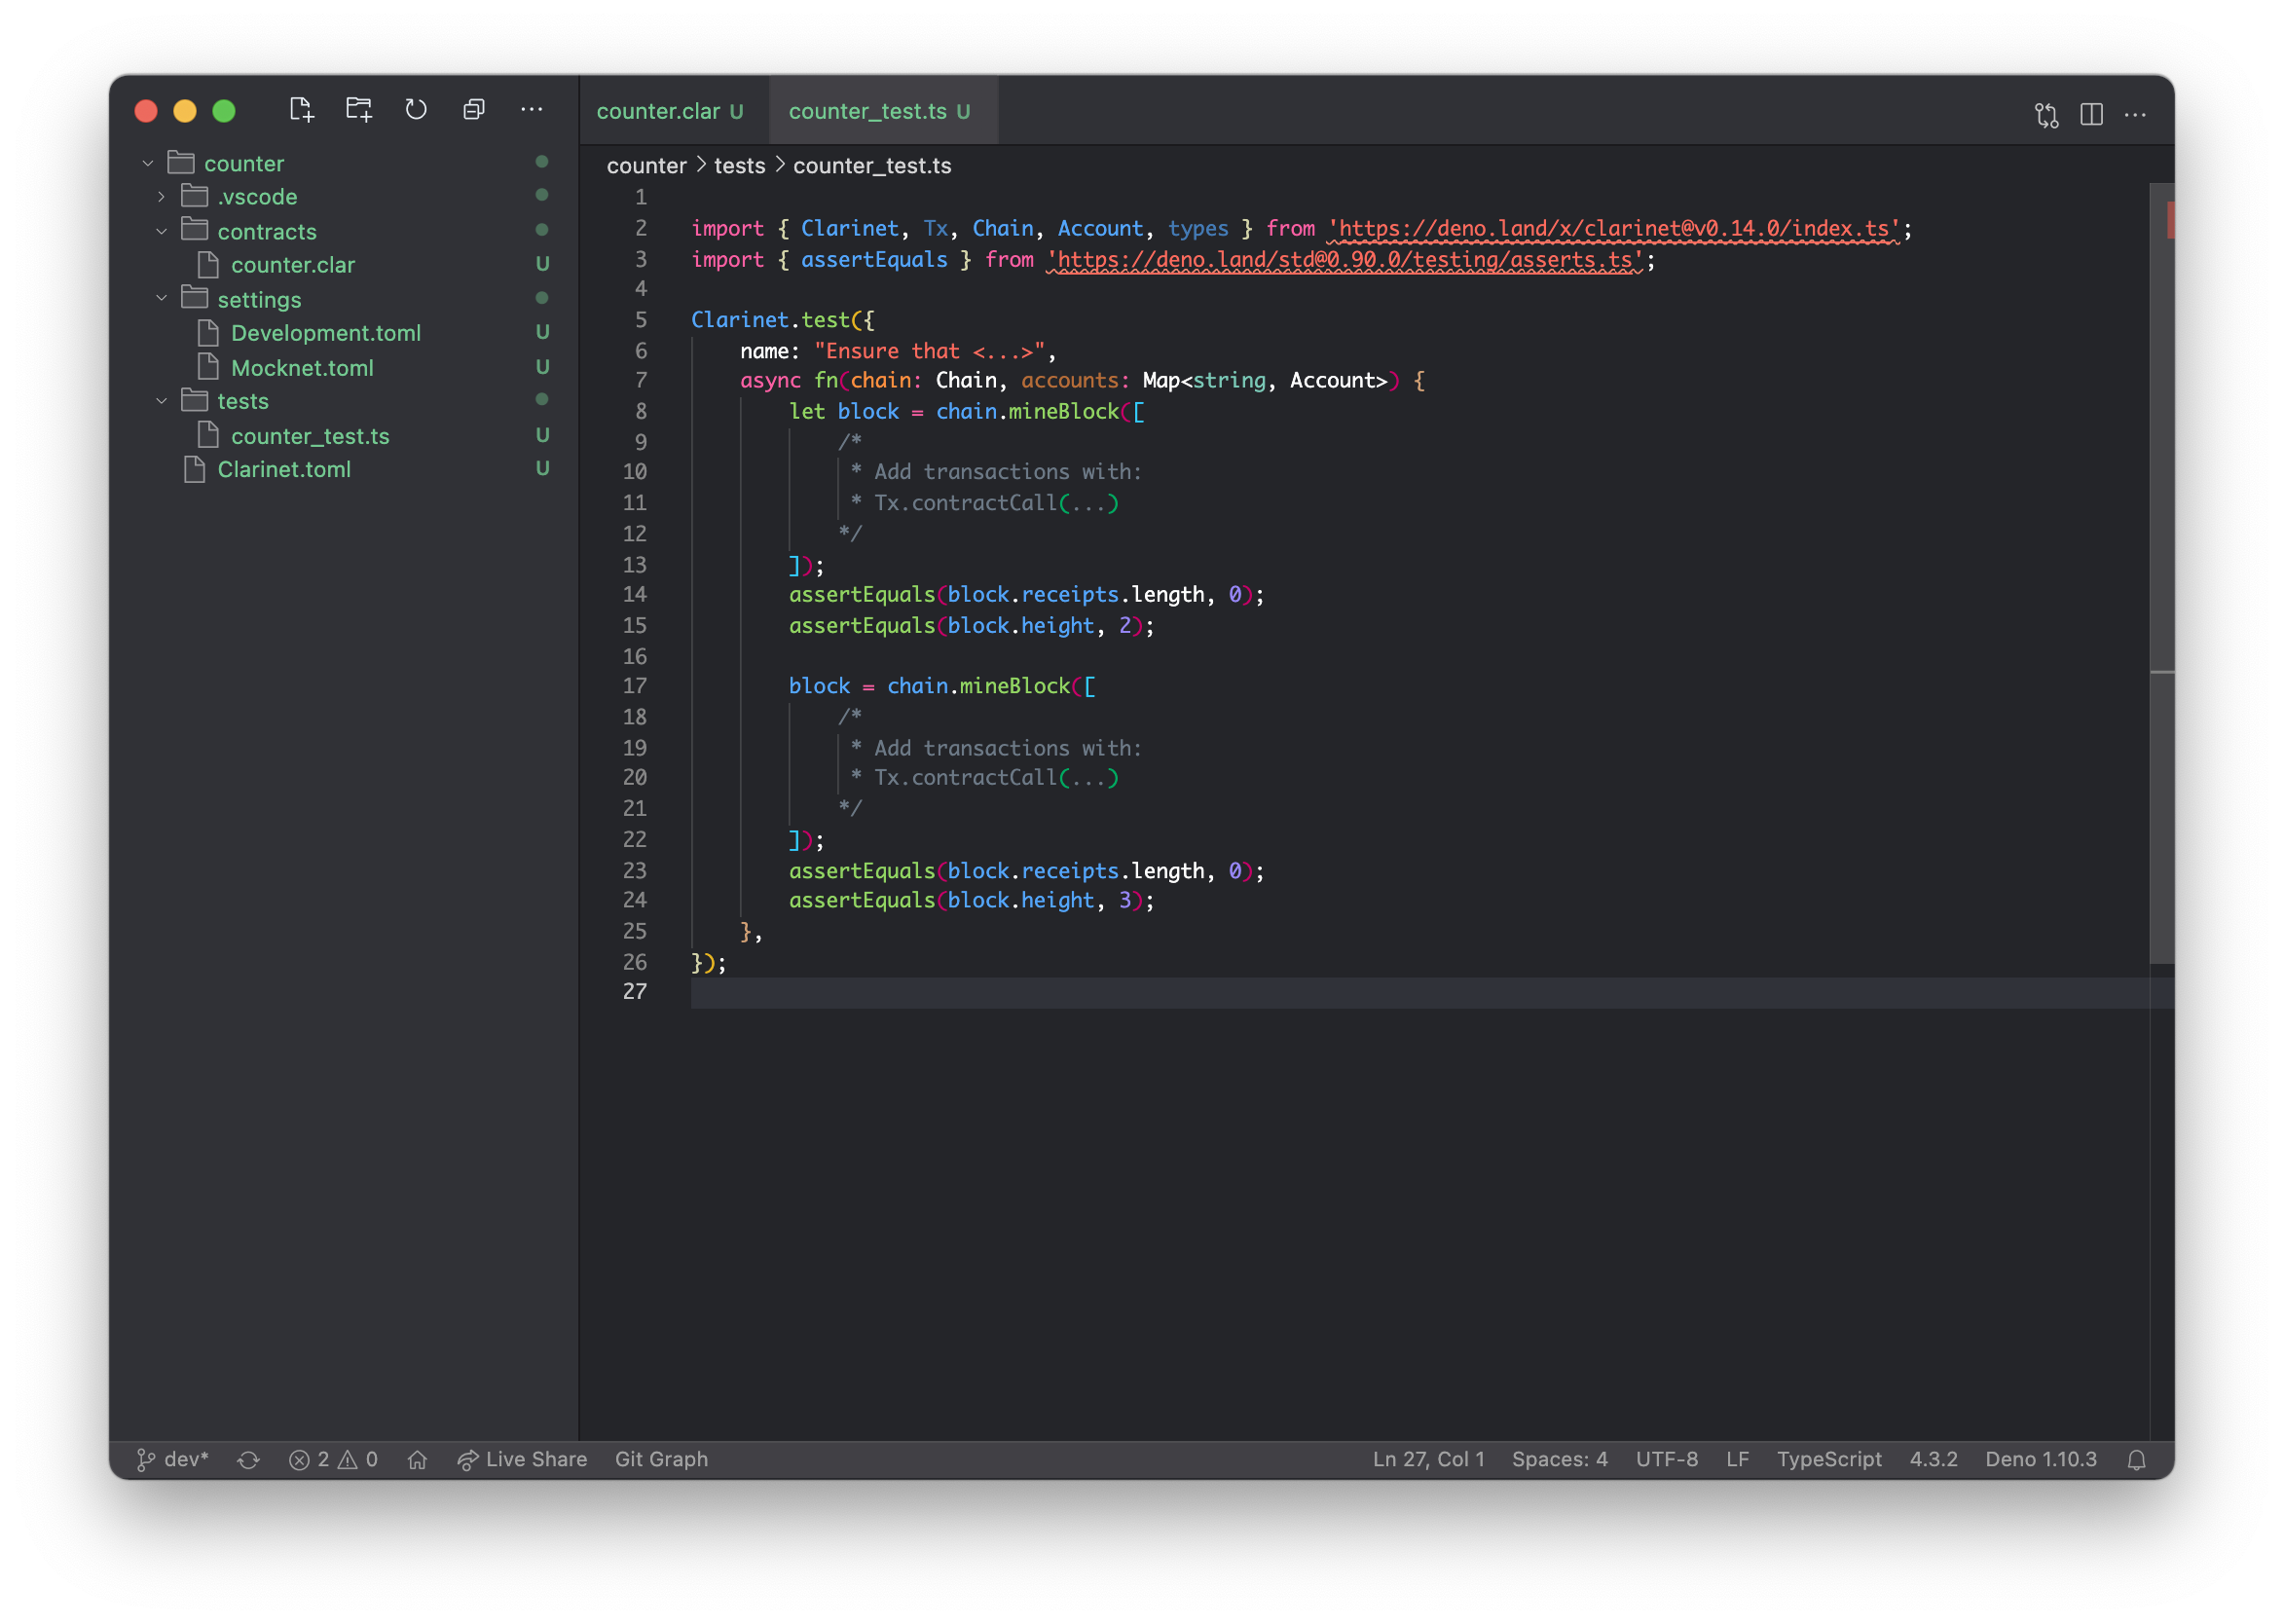 counter.clar U
counter_test.ts U
counter
.vscode
contracts
counter.clar U
settings
Development.toml U
Mocknet.toml U
tests
counter_test.ts U
Clarinet.toml U
counter > tests > counter_test.ts
1
2 import { Clarinet, Tx, Chain, Account, types } from 'https://deno.land/x/clarinet@v0.14.0/index.ts';
3 import { assertEquals } from 'https://deno.land/std@0.90.0/testing/asserts.ts';
4
5 Clarinet.test({
6     name: "Ensure that <...>",
7     async fn(chain: Chain, accounts: Map<string, Account>) {
8         let block = chain.mineBlock([
9             /*
10              * Add transactions with:
11              * Tx.contractCall(...)
12             */
13         ]);
14         assertEquals(block.receipts.length, 0);
15         assertEquals(block.height, 2);
16
17         block = chain.mineBlock([
18             /*
19              * Add transactions with:
20              * Tx.contractCall(...)
21             */
22         ]);
23         assertEquals(block.receipts.length, 0);
24         assertEquals(block.height, 3);
25     },
26 });
27
dev* 2 0 Live Share Git Graph Ln 27, Col 1 Spaces: 4 UTF-8 LF TypeScript 4.3.2 Deno 1.10.3